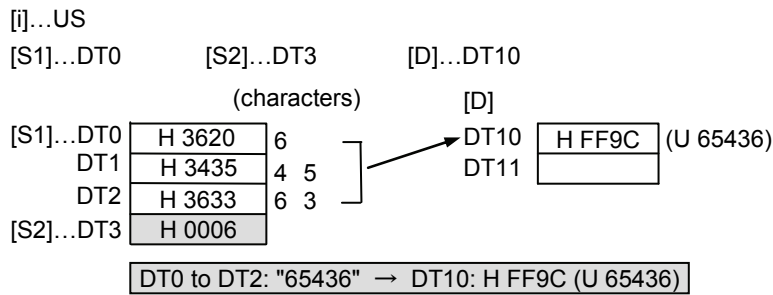 [i]…US
[S1]…DT0 [S2]…DT3 [D]…DT10
(characters) [D]
[S1]…DT0 H 3620 6 DT10 H FF9C (U 65436)
DT1 H 3435 4 5 DT11
DT2 H 3633 6 3
[S2]…DT3 H 0006
DT0 to DT2: "65436" → DT10: H FF9C (U 65436)